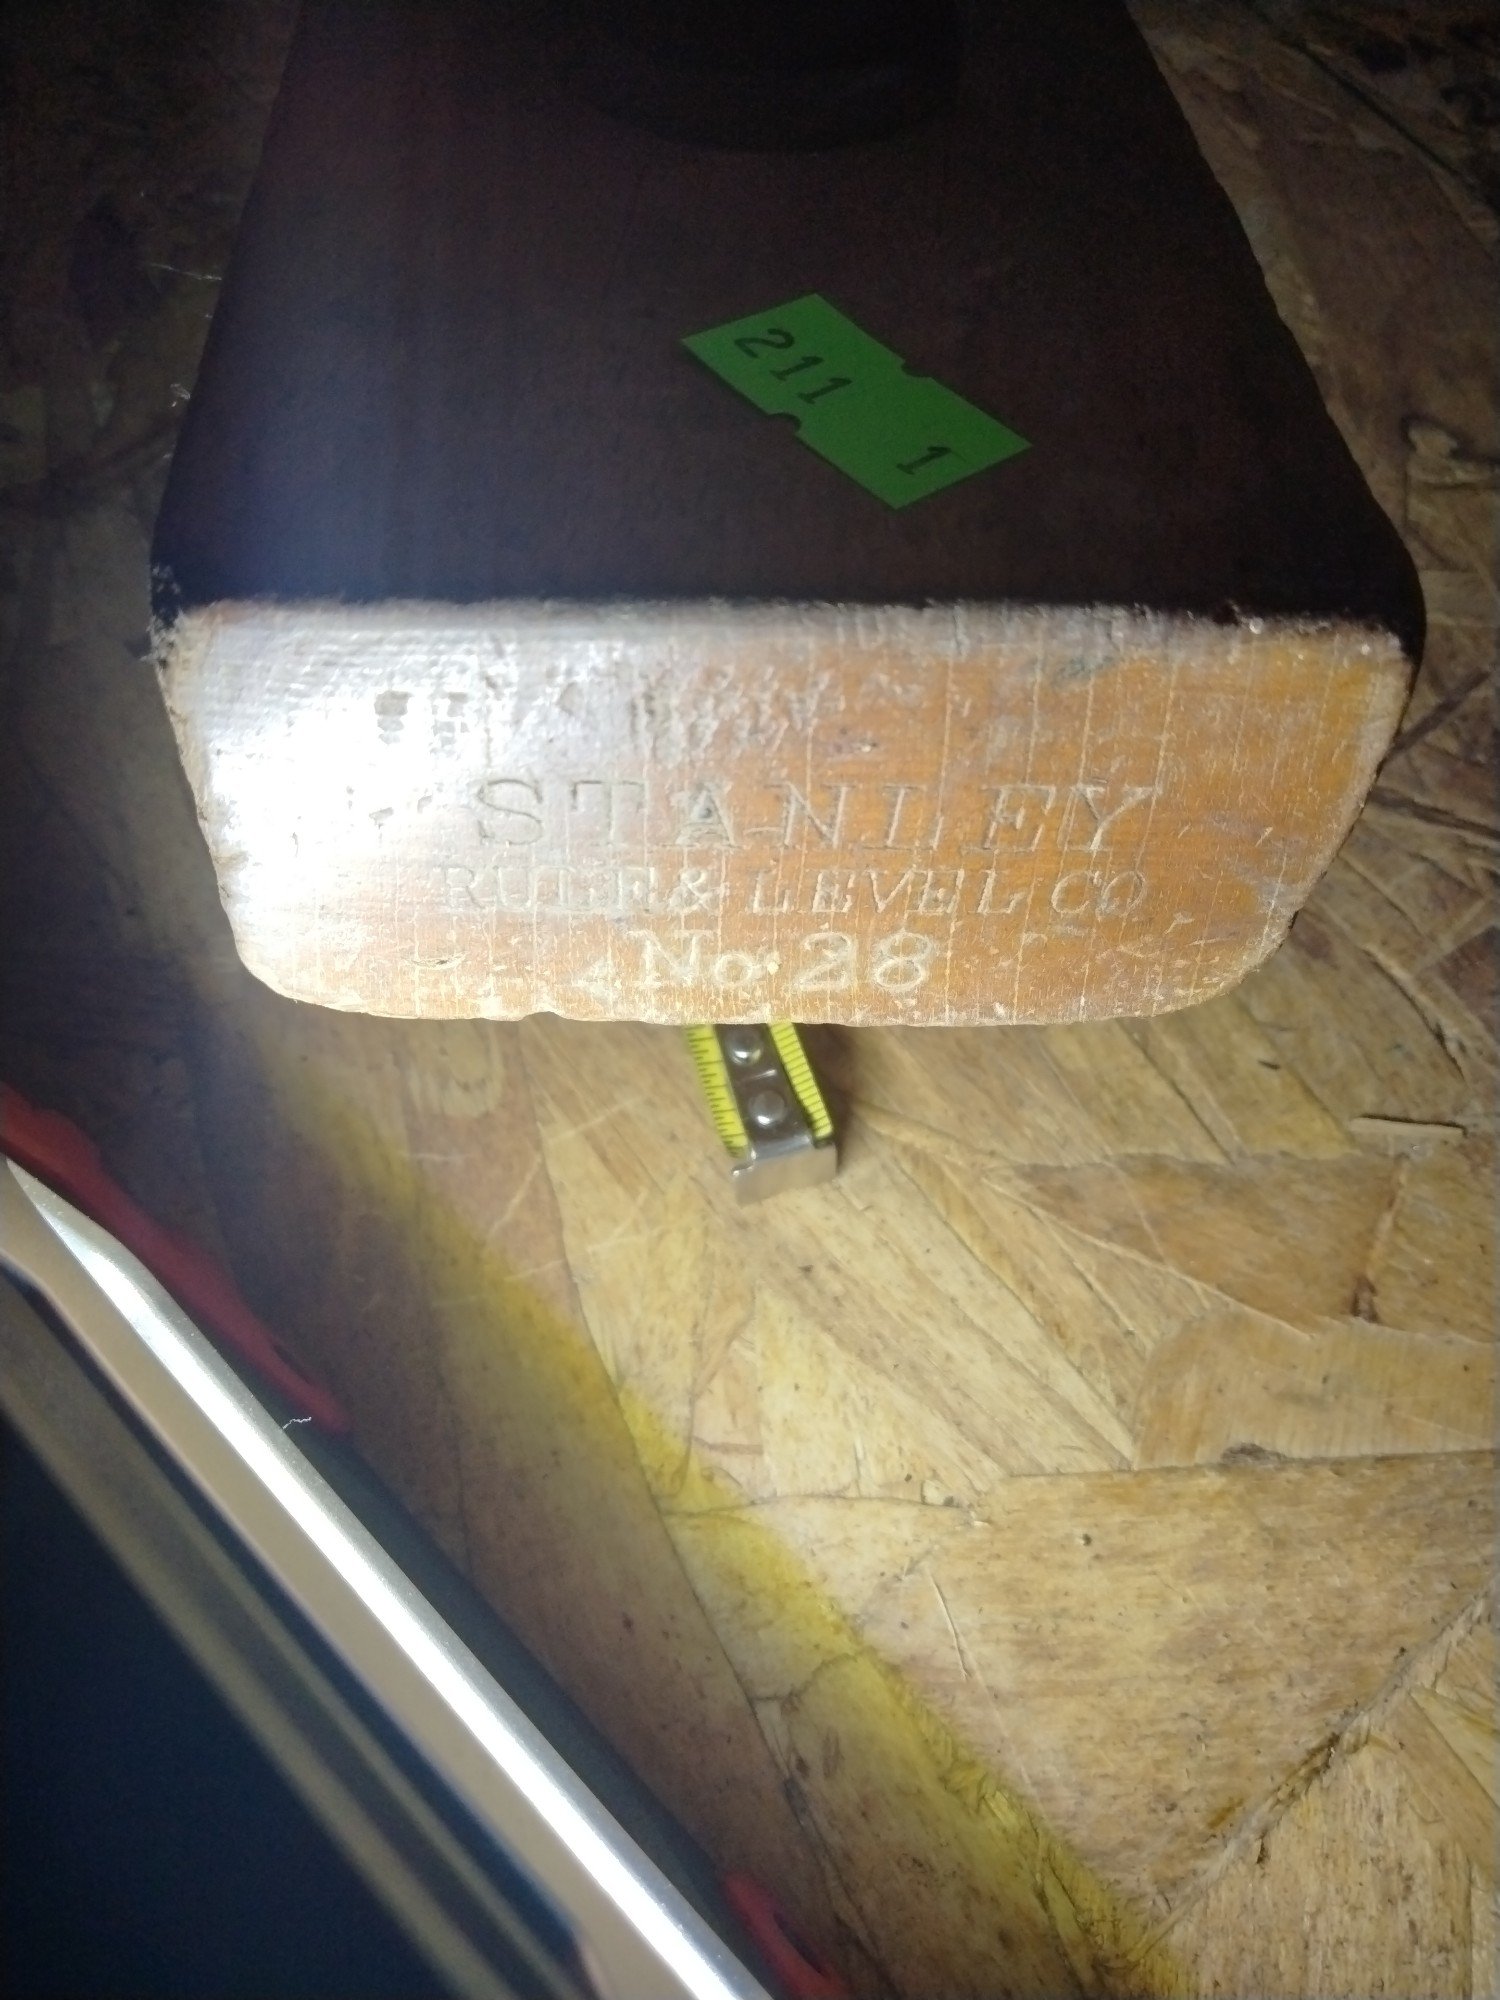 211 1
STANLEY
RULE & LEVEL CO
No. 28